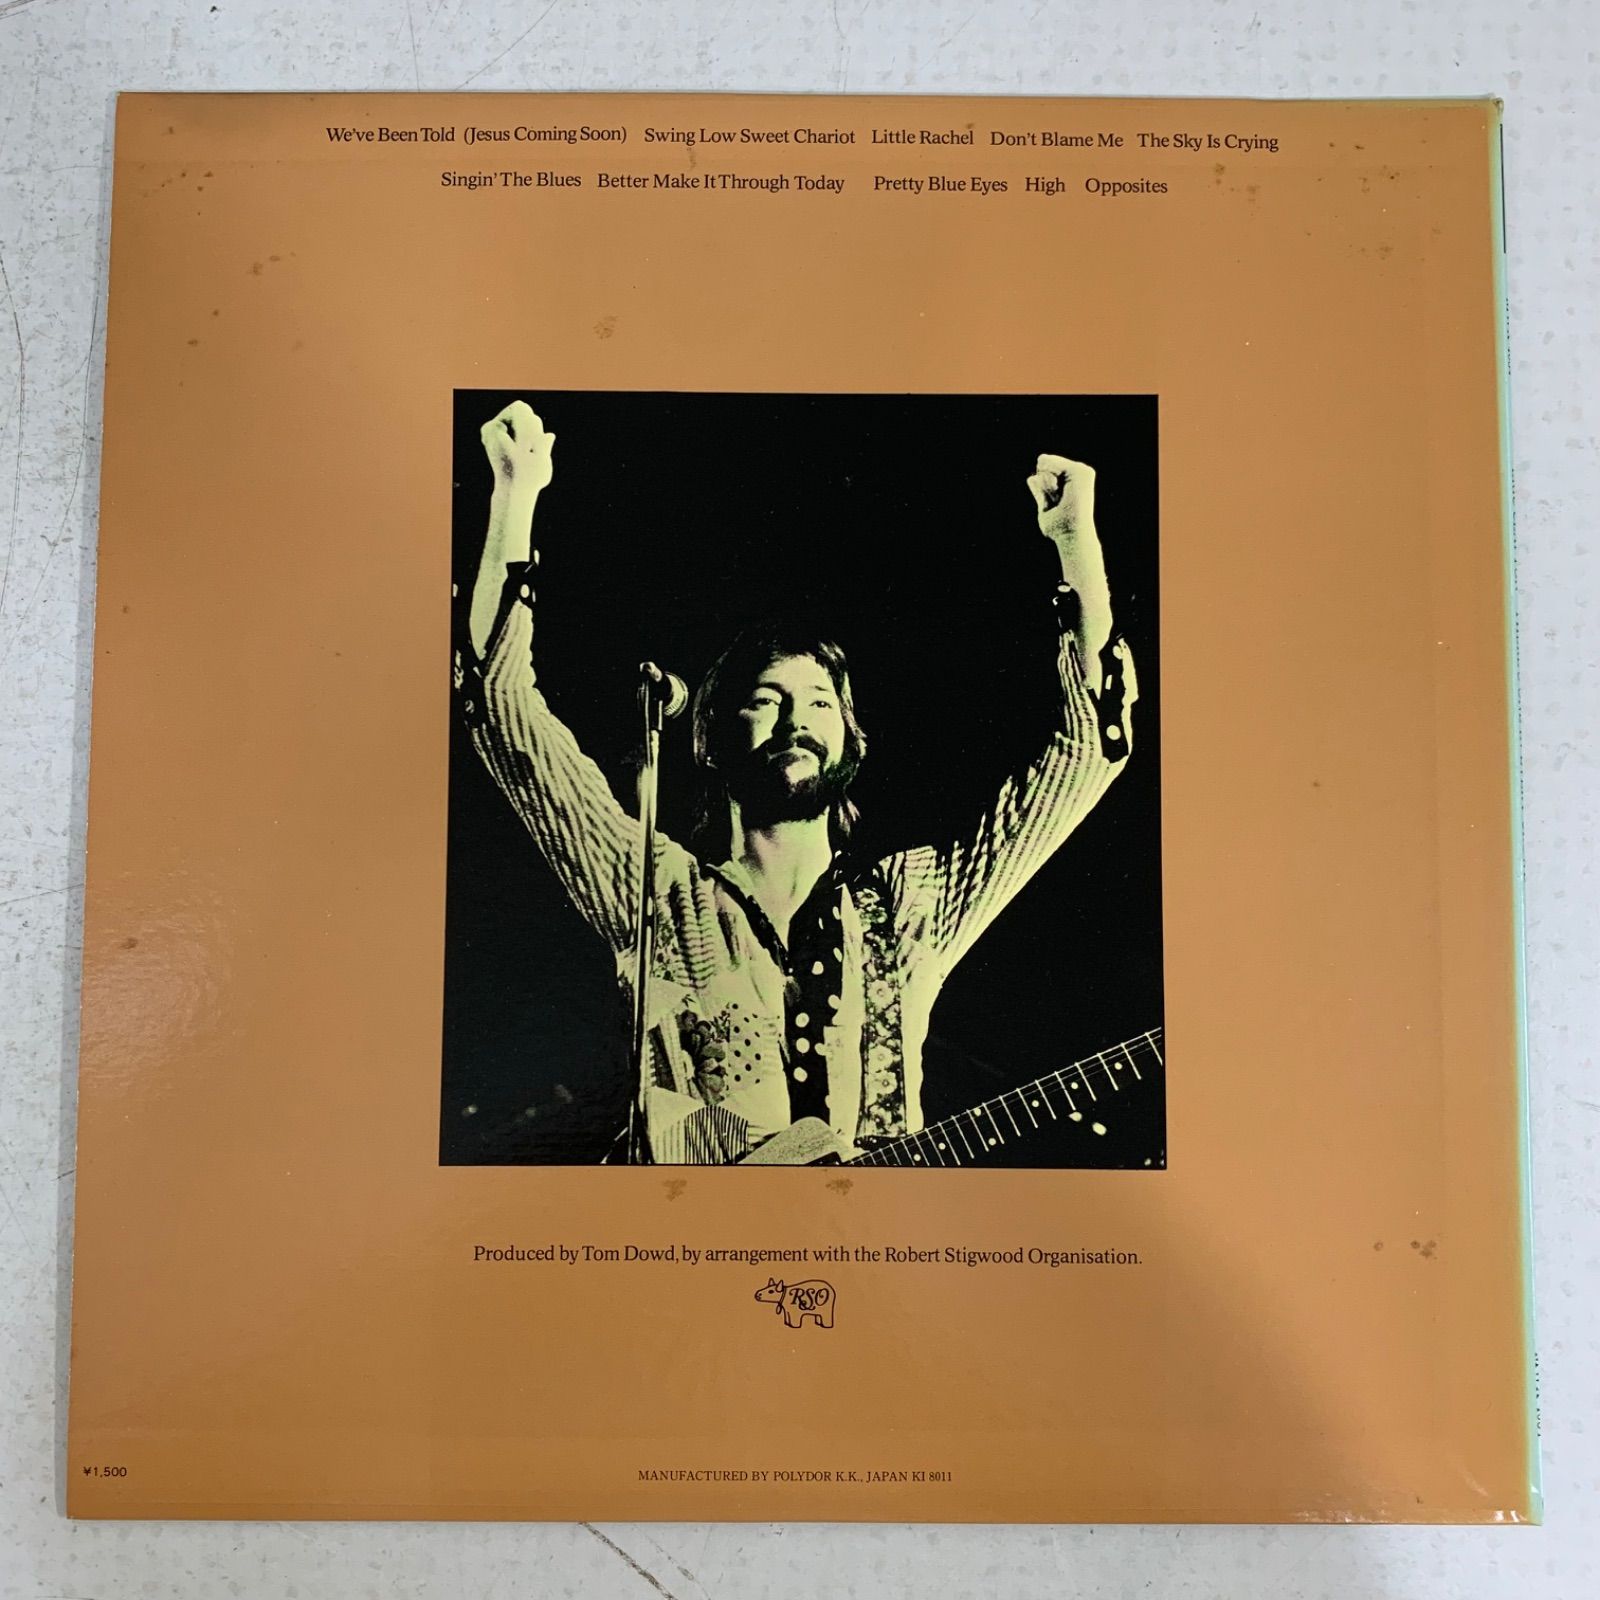 We've Been Told (Jesus Coming Soon) Swing Low Sweet Chariot Little Rachel Don't Blame Me The Sky Is Crying
Singin' The Blues Better Make It Through Today Pretty Blue Eyes High Opposites
Produced by Tom Dowd, by arrangement with the Robert Stigwood Organisation.
RSO
¥1,500
MANUFACTURED BY POLYDOR K.K., JAPAN KI 8011